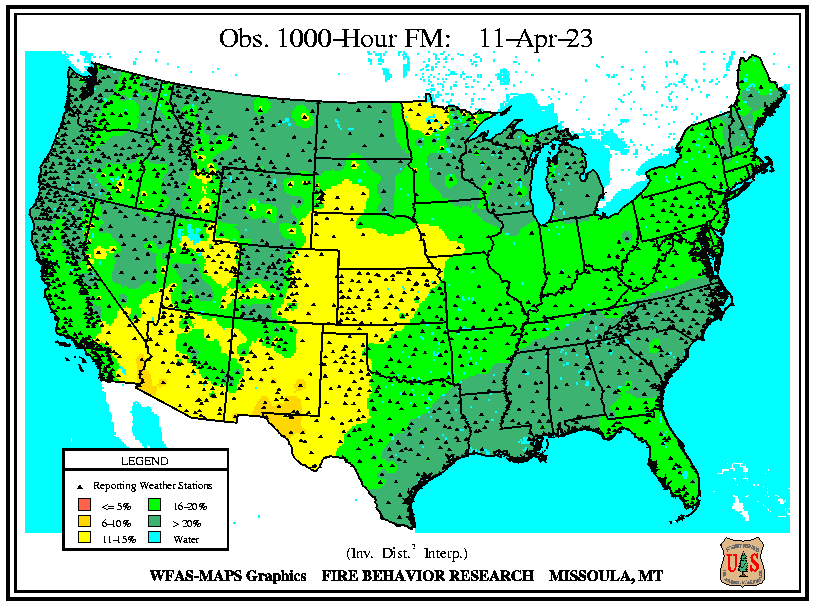 Obs. 1000-Hour FM: 11-Apr-23
LEGEND
Reporting Weather Stations
<= 5% 16-20%
6-10% > 20%
11-15% Water
(Inv. Dist.² Interp.)
WFAS-MAPS Graphics FIRE BEHAVIOR RESEARCH MISSOULA, MT
U S